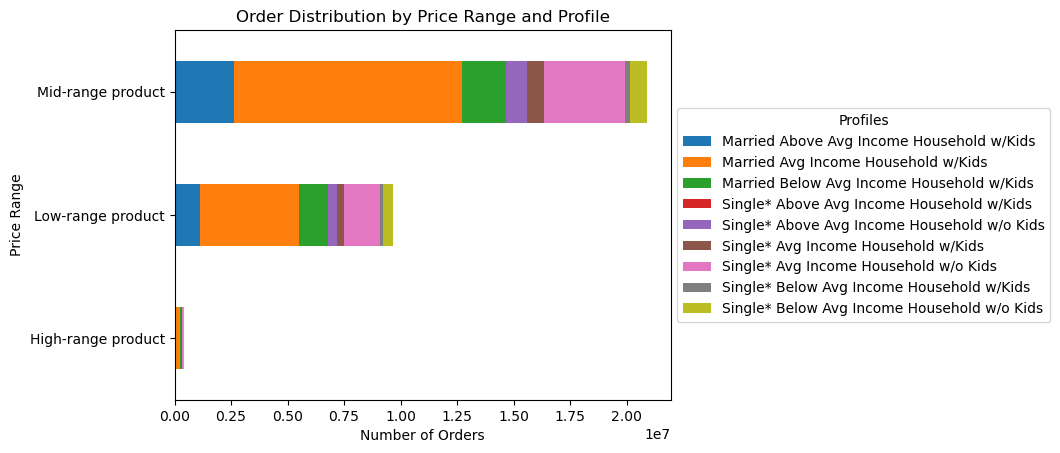 Order Distribution by Price Range and Profile
Price Range
Mid-range product
Low-range product
High-range product
0.00 0.25 0.50 0.75 1.00 1.25 1.50 1.75 2.00
1e7
Number of Orders
Profiles
Married Above Avg Income Household w/Kids
Married Avg Income Household w/Kids
Married Below Avg Income Household w/Kids
Single* Above Avg Income Household w/Kids
Single* Above Avg Income Household w/o Kids
Single* Avg Income Household w/Kids
Single* Avg Income Household w/o Kids
Single* Below Avg Income Household w/Kids
Single* Below Avg Income Household w/o Kids